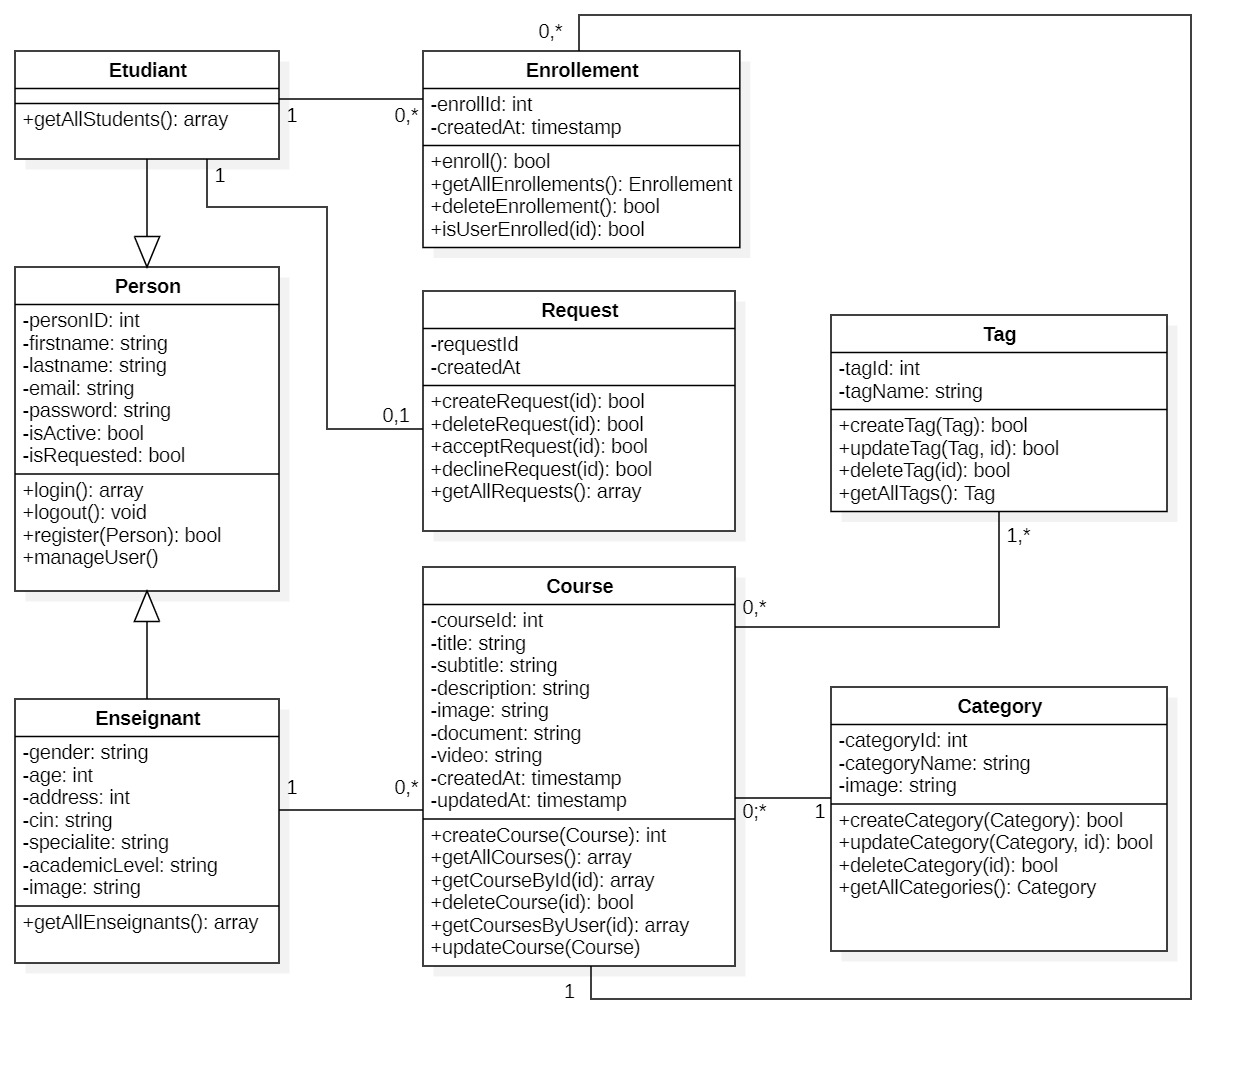 0,*
Etudiant
+getAllStudents(): array
1
0,*
Enrollement
-enrollId: int
-createdAt: timestamp
+enroll(): bool
+getAllEnrollements(): Enrollement
+deleteEnrollement(): bool
+isUserEnrolled(id): bool
1
Person
-personID: int
-firstname: string
-lastname: string
-email: string
-password: string
-isActive: bool
-isRequested: bool
+login(): array
+logout(): void
+register(Person): bool
+manageUser()
0,1
Request
-requestId
-createdAt
+createRequest(id): bool
+deleteRequest(id): bool
+acceptRequest(id): bool
+declineRequest(id): bool
+getAllRequests(): array
Tag
-tagId: int
-tagName: string
+createTag(Tag): bool
+updateTag(Tag, id): bool
+deleteTag(id): bool
+getAllTags(): Tag
1,*
0,*
Course
-courseId: int
-title: string
-subtitle: string
-description: string
-image: string
-document: string
-video: string
-createdAt: timestamp
-updatedAt: timestamp
+createCourse(Course): int
+getAllCourses(): array
+getCourseById(id): array
+deleteCourse(id): bool
+getCoursesByUser(id): array
+updateCourse(Course)
Enseignant
-gender: string
-age: int
-address: int
-cin: string
-specialite: string
-academicLevel: string
-image: string
+getAllEnseignants(): array
1
0,*
0;*
1
Category
-categoryId: int
-categoryName: string
-image: string
+createCategory(Category): bool
+updateCategory(Category, id): bool
+deleteCategory(id): bool
+getAllCategories(): Category
1